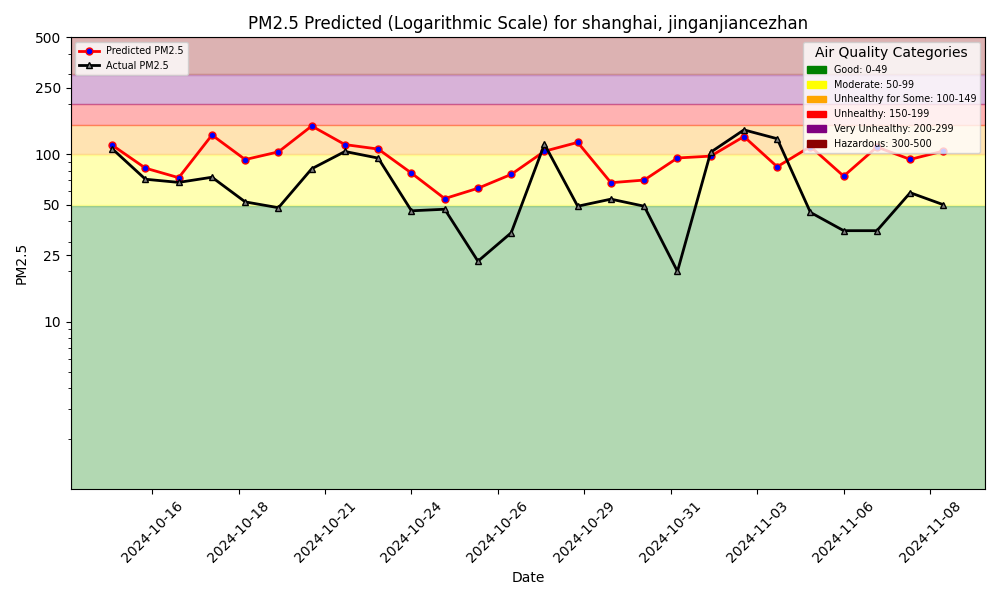 PM2.5 Predicted (Logarithmic Scale) for shanghai, jinganjiancezhan
Predicted PM2.5
Actual PM2.5
Air Quality Categories
Good: 0-49
Moderate: 50-99
Unhealthy for Some: 100-149
Unhealthy: 150-199
Very Unhealthy: 200-299
Hazardous: 300-500
500
250
100
50
25
10
PM2.5
2024-10-16
2024-10-18
2024-10-21
2024-10-24
2024-10-26
2024-10-29
2024-10-31
2024-11-03
2024-11-06
2024-11-08
Date